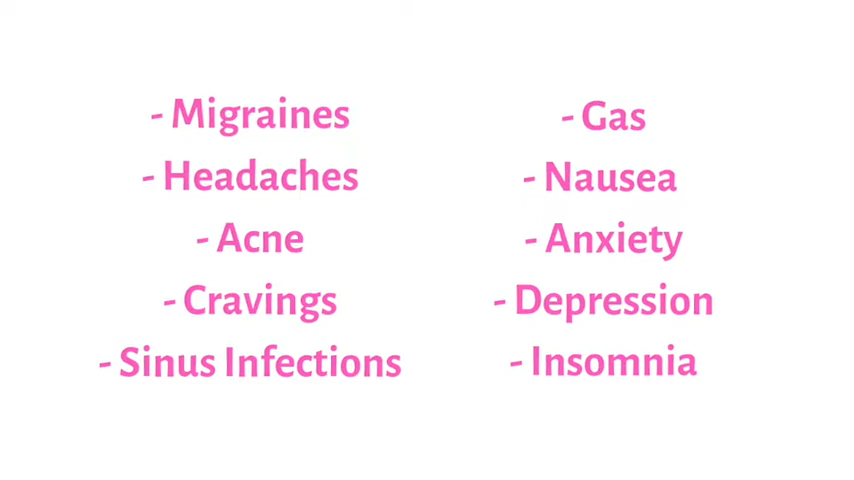 - Migraines
- Headaches
- Acne
- Cravings
- Sinus Infections
- Gas
- Nausea
- Anxiety
- Depression
- Insomnia